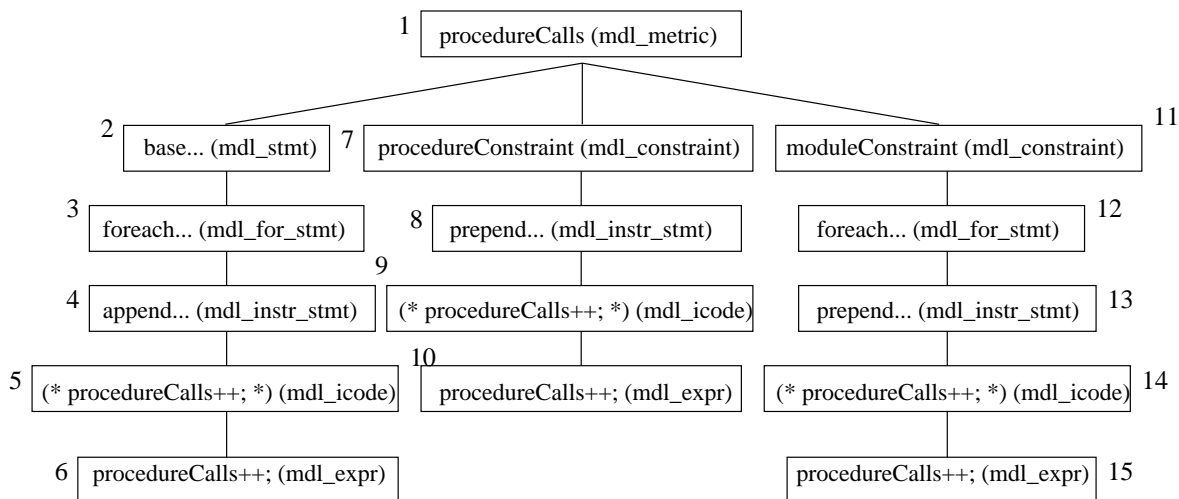 1 procedureCalls (mdl_metric)
2 base... (mdl_stmt) 7 procedureConstraint (mdl_constraint) moduleConstraint (mdl_constraint) 11
3 foreach... (mdl_for_stmt) 8 prepend... (mdl_instr_stmt) foreach... (mdl_for_stmt) 12
4 append... (mdl_instr_stmt) 9 (* procedureCalls++; *) (mdl_icode) prepend... (mdl_instr_stmt) 13
5 (* procedureCalls++; *) (mdl_icode) 10 procedureCalls++; (mdl_expr) (* procedureCalls++; *) (mdl_icode) 14
6 procedureCalls++; (mdl_expr) procedureCalls++; (mdl_expr) 15